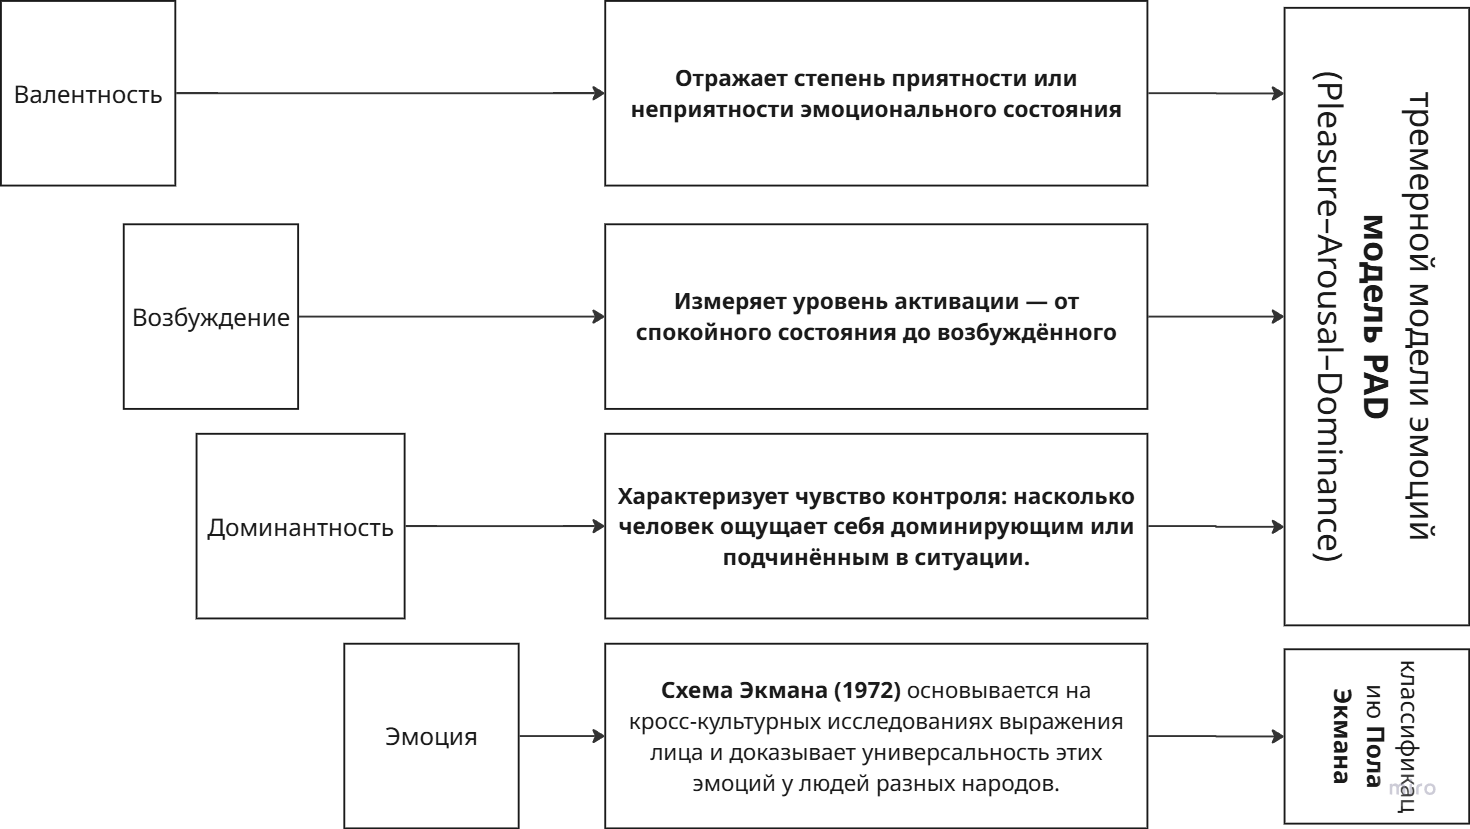 Валентность
Отражает степень приятности или
неприятности эмоционального состояния
Возбуждение
Измеряет уровень активации — от
спокойного состояния до возбуждённого
Доминантность
Характеризует чувство контроля: насколько
человек ощущает себя доминирующим или
подчинённым в ситуации.
Эмоция
Схема Экмана (1972) основывается на
кросс-культурных исследованиях выражения
лица и доказывает универсальность этих
эмоций у людей разных народов.
тремерной модели эмоций
модель PAD
(Pleasure–Arousal–Dominance)
классификац
ию Пола
Экмана
miro